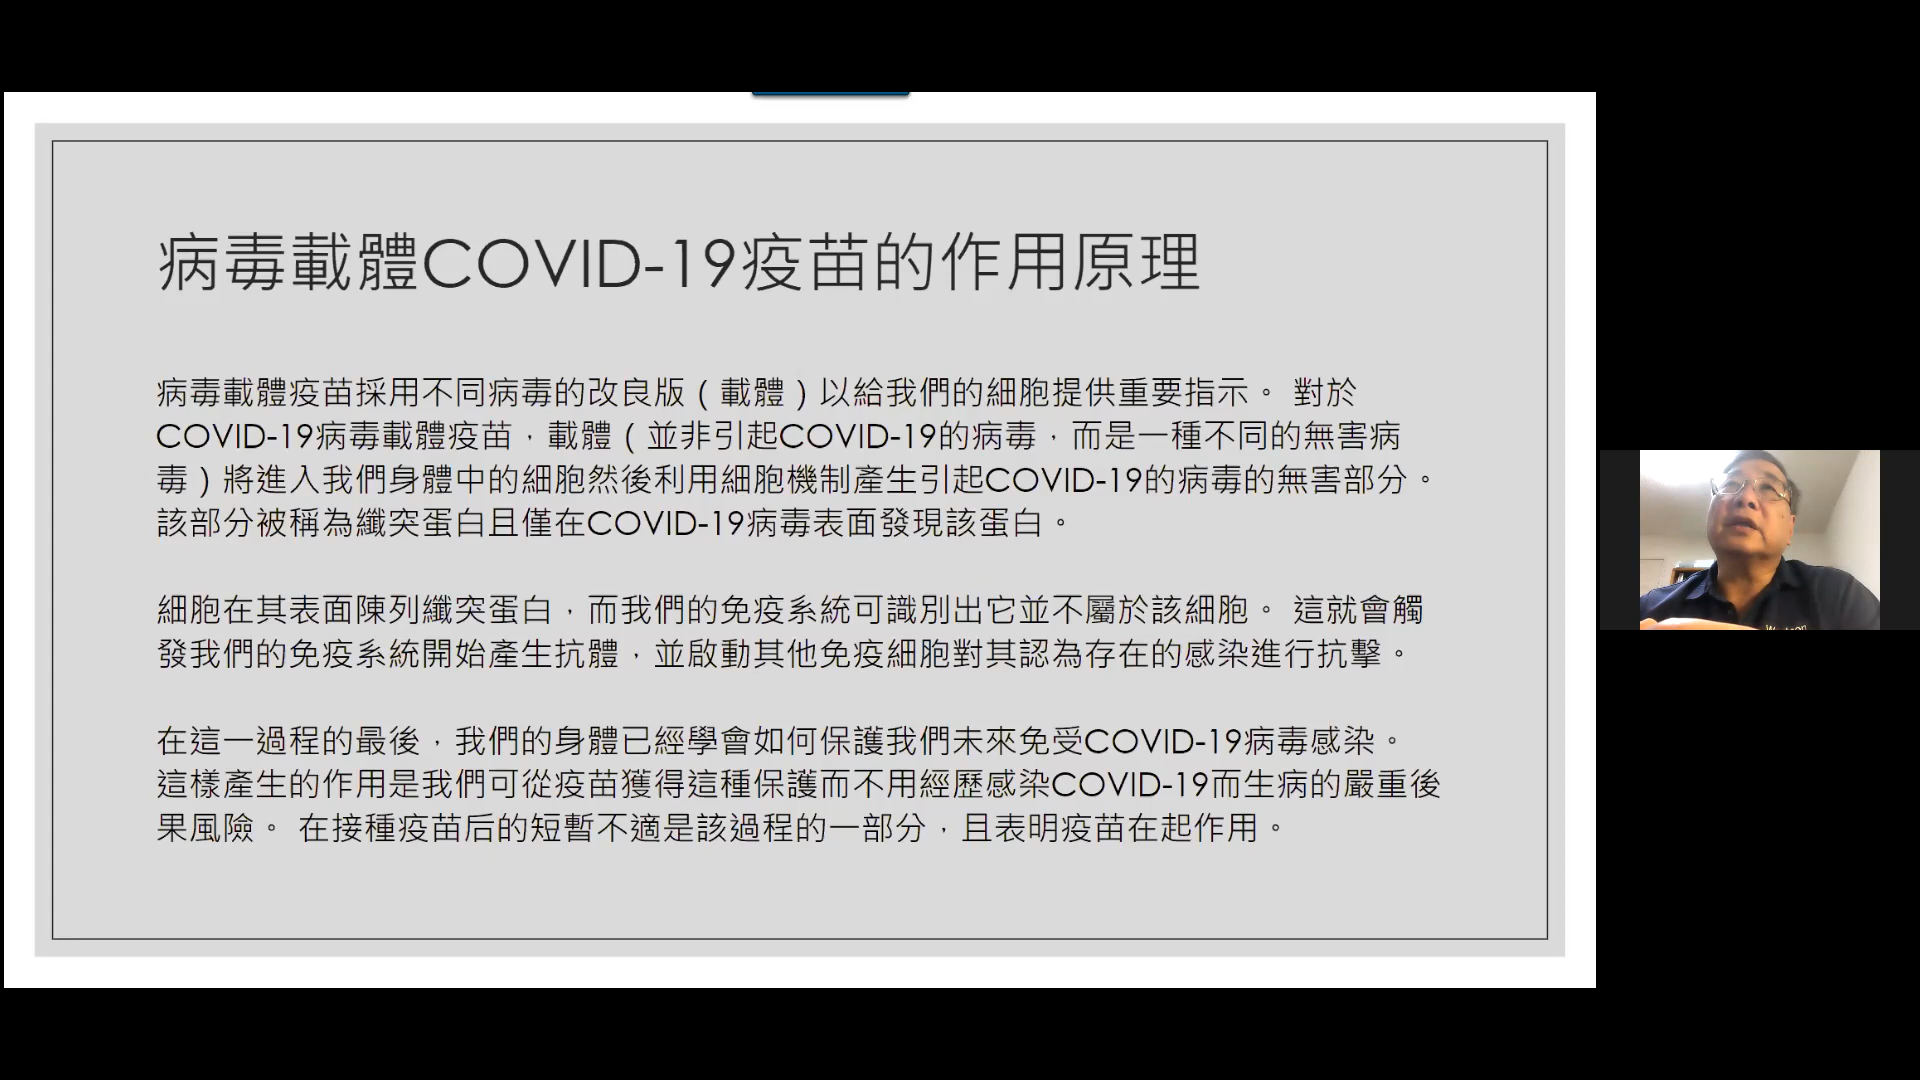 病毒載體COVID-19疫苗的作用原理
病毒載體疫苗採用不同病毒的改良版（載體）以給我們的細胞提供重要指示。 對於
COVID-19病毒載體疫苗，載體（並非引起COVID-19的病毒，而是一種不同的無害病
毒）將進入我們身體中的細胞然後利用細胞機制產生引起COVID-19的病毒的無害部分。
該部分被稱為纖突蛋白且僅在COVID-19病毒表面發現該蛋白。
細胞在其表面陳列纖突蛋白，而我們的免疫系統可識別出它並不屬於該細胞。 這就會觸
發我們的免疫系統開始產生抗體，並啟動其他免疫細胞對其認為存在的感染進行抗擊。
在這一過程的最後，我們的身體已經學會如何保護我們未來免受COVID-19病毒感染。
這樣產生的作用是我們可從疫苗獲得這種保護而不用經歷感染COVID-19而生病的嚴重後
果風險。 在接種疫苗后的短暫不適是該過程的一部分，且表明疫苗在起作用。